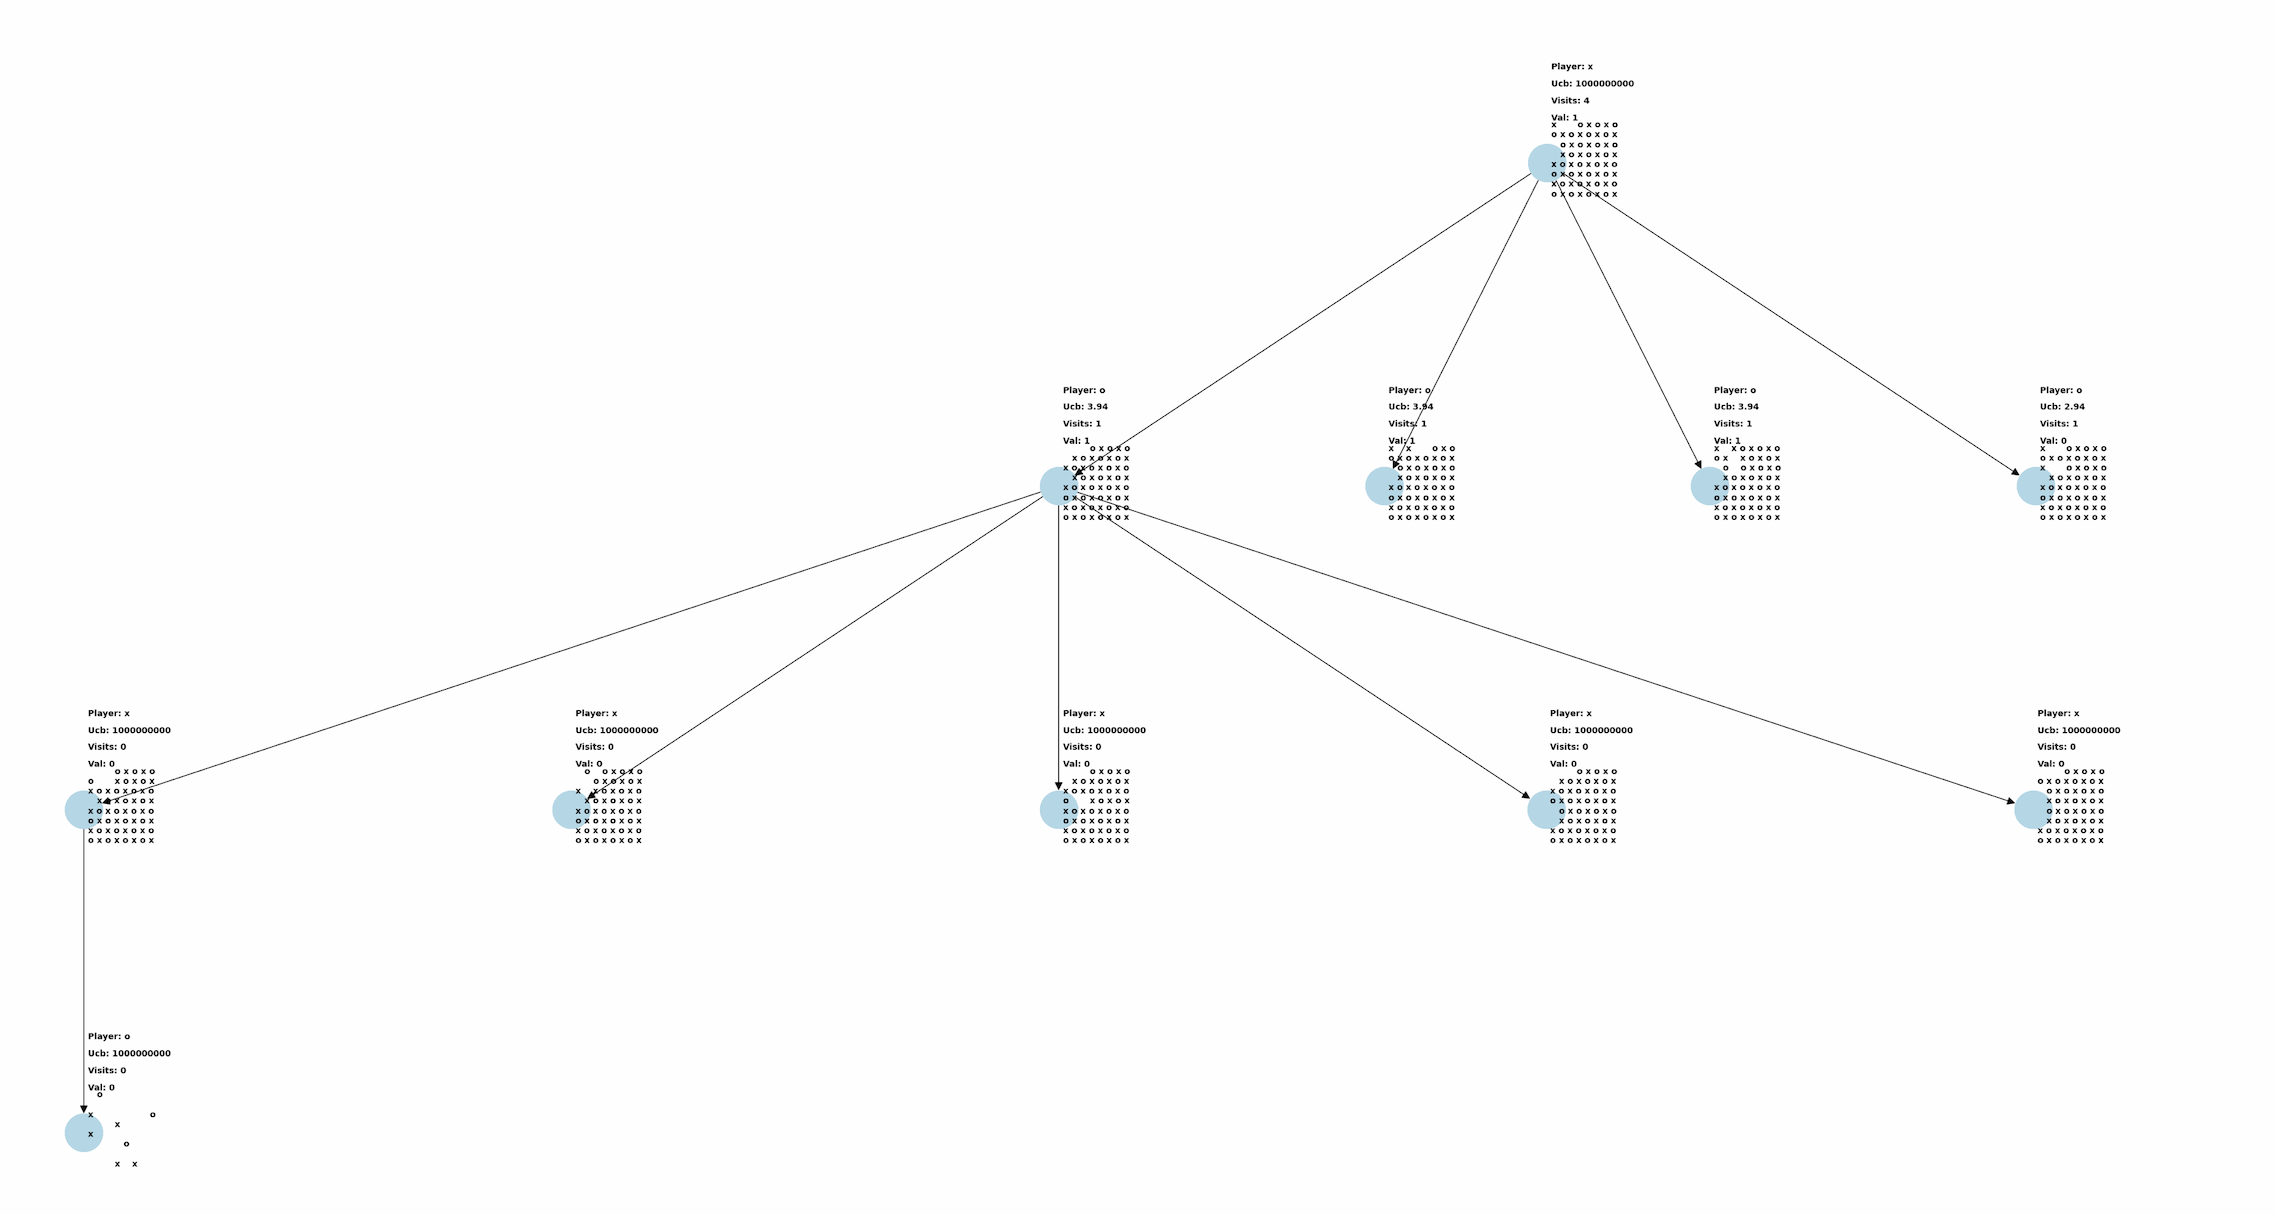 Player: x
Ucb: 1000000000
Visits: 4
Val: 1
x o x o x o
o x o x o x o x
o x o x o x o
x o x o x o x
x o x o x o x o
o x o x o x o x
x o x o x o x o
o x o x o x o x
Player: o
Ucb: 3.94
Visits: 1
Val: 1
o x o x o
x o x o x o x
x o x o x o x o
x o x o x o x
x o x o x o x o
o x o x o x o x
x o x o x o x o
o x o x o x o x
Player: o
Ucb: 3.94
Visits: 1
Val: 1
x x o x o
x o x o x o x o
o x o x o x o x
x o x o x o x o
o x o x o x o x
Player: o
Ucb: 3.94
Visits: 1
Val: 1
x o x o x o x o
o x o x o x o x
x o x o x o x o
o x o x o x o x
Player: o
Ucb: 2.94
Visits: 1
Val: 0
x o x o x o
x o x o x o x o
o x o x o x o x
x o x o x o x o
o x o x o x o x
Player: x
Ucb: 1000000000
Visits: 0
Val: 0
o x o x o
o x o x o x
x o x o x o x o
x o x o x o x
x o x o x o x o
o x o x o x o x
x o x o x o x o
o x o x o x o x
Player: x
Ucb: 1000000000
Visits: 0
Val: 0
o o x o x o
x o x o x o x o
o x o x o x o x
x o x o x o x o
o x o x o x o x
Player: x
Ucb: 1000000000
Visits: 0
Val: 0
o x o x o
x o x o x o x
o x o x o x o x
x o x o x o x o
o x o x o x o x
Player: x
Ucb: 1000000000
Visits: 0
Val: 0
o x o x o
x o x o x o x
x o x o x o x o
o x o x o x o x
Player: x
Ucb: 1000000000
Visits: 0
Val: 0
o x o x o
o x o x o x o x
x o x o x o x o
o x o x o x o x
Player: o
Ucb: 1000000000
Visits: 0
Val: 0
o
x o
x
x
o
x x